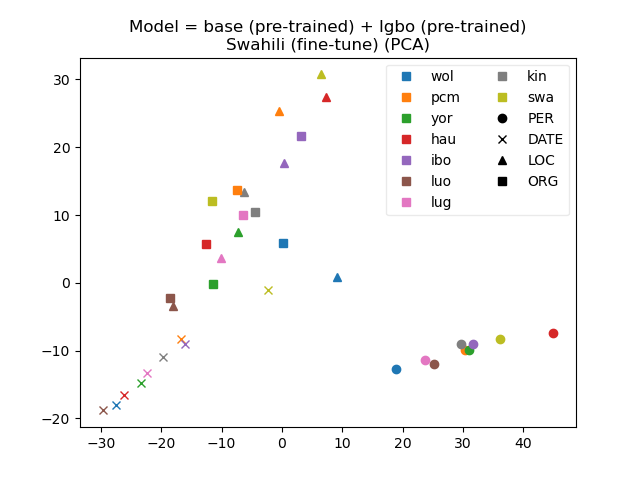 Model = base (pre-trained) + Igbo (pre-trained)
Swahili (fine-tune) (PCA)
wol
pcm
yor
hau
ibo
luo
lug
kin
swa
PER
DATE
LOC
ORG
30
20
10
0
−10
−20
−30
−20
−10
0
10
20
30
40